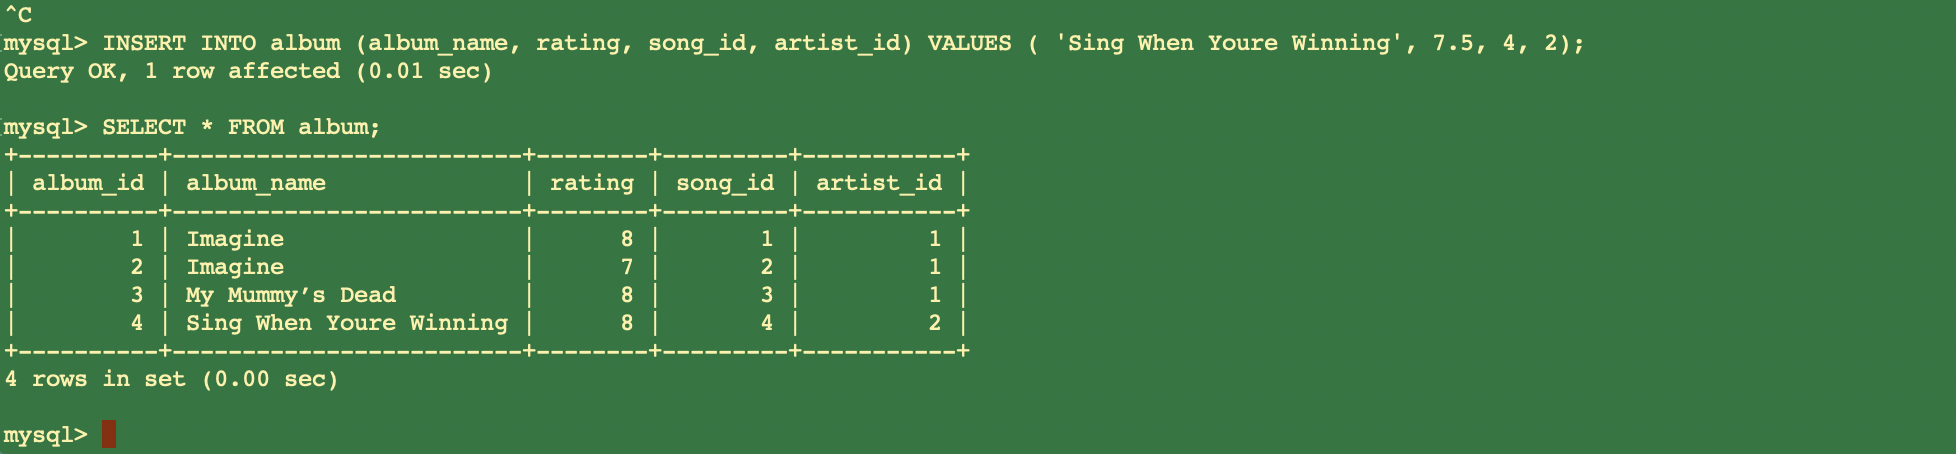 ^C
mysql> INSERT INTO album (album_name, rating, song_id, artist_id) VALUES ( 'Sing When Youre Winning', 7.5, 4, 2);
Query OK, 1 row affected (0.01 sec)

mysql> SELECT * FROM album;
+----------+-------------------------+--------+---------+-----------+
| album_id | album_name              | rating | song_id | artist_id |
+----------+-------------------------+--------+---------+-----------+
|        1 | Imagine                 |      8 |       1 |         1 |
|        2 | Imagine                 |      7 |       2 |         1 |
|        3 | My Mummy’s Dead         |      8 |       3 |         1 |
|        4 | Sing When Youre Winning |      8 |       4 |         2 |
+----------+-------------------------+--------+---------+-----------+
4 rows in set (0.00 sec)

mysql>